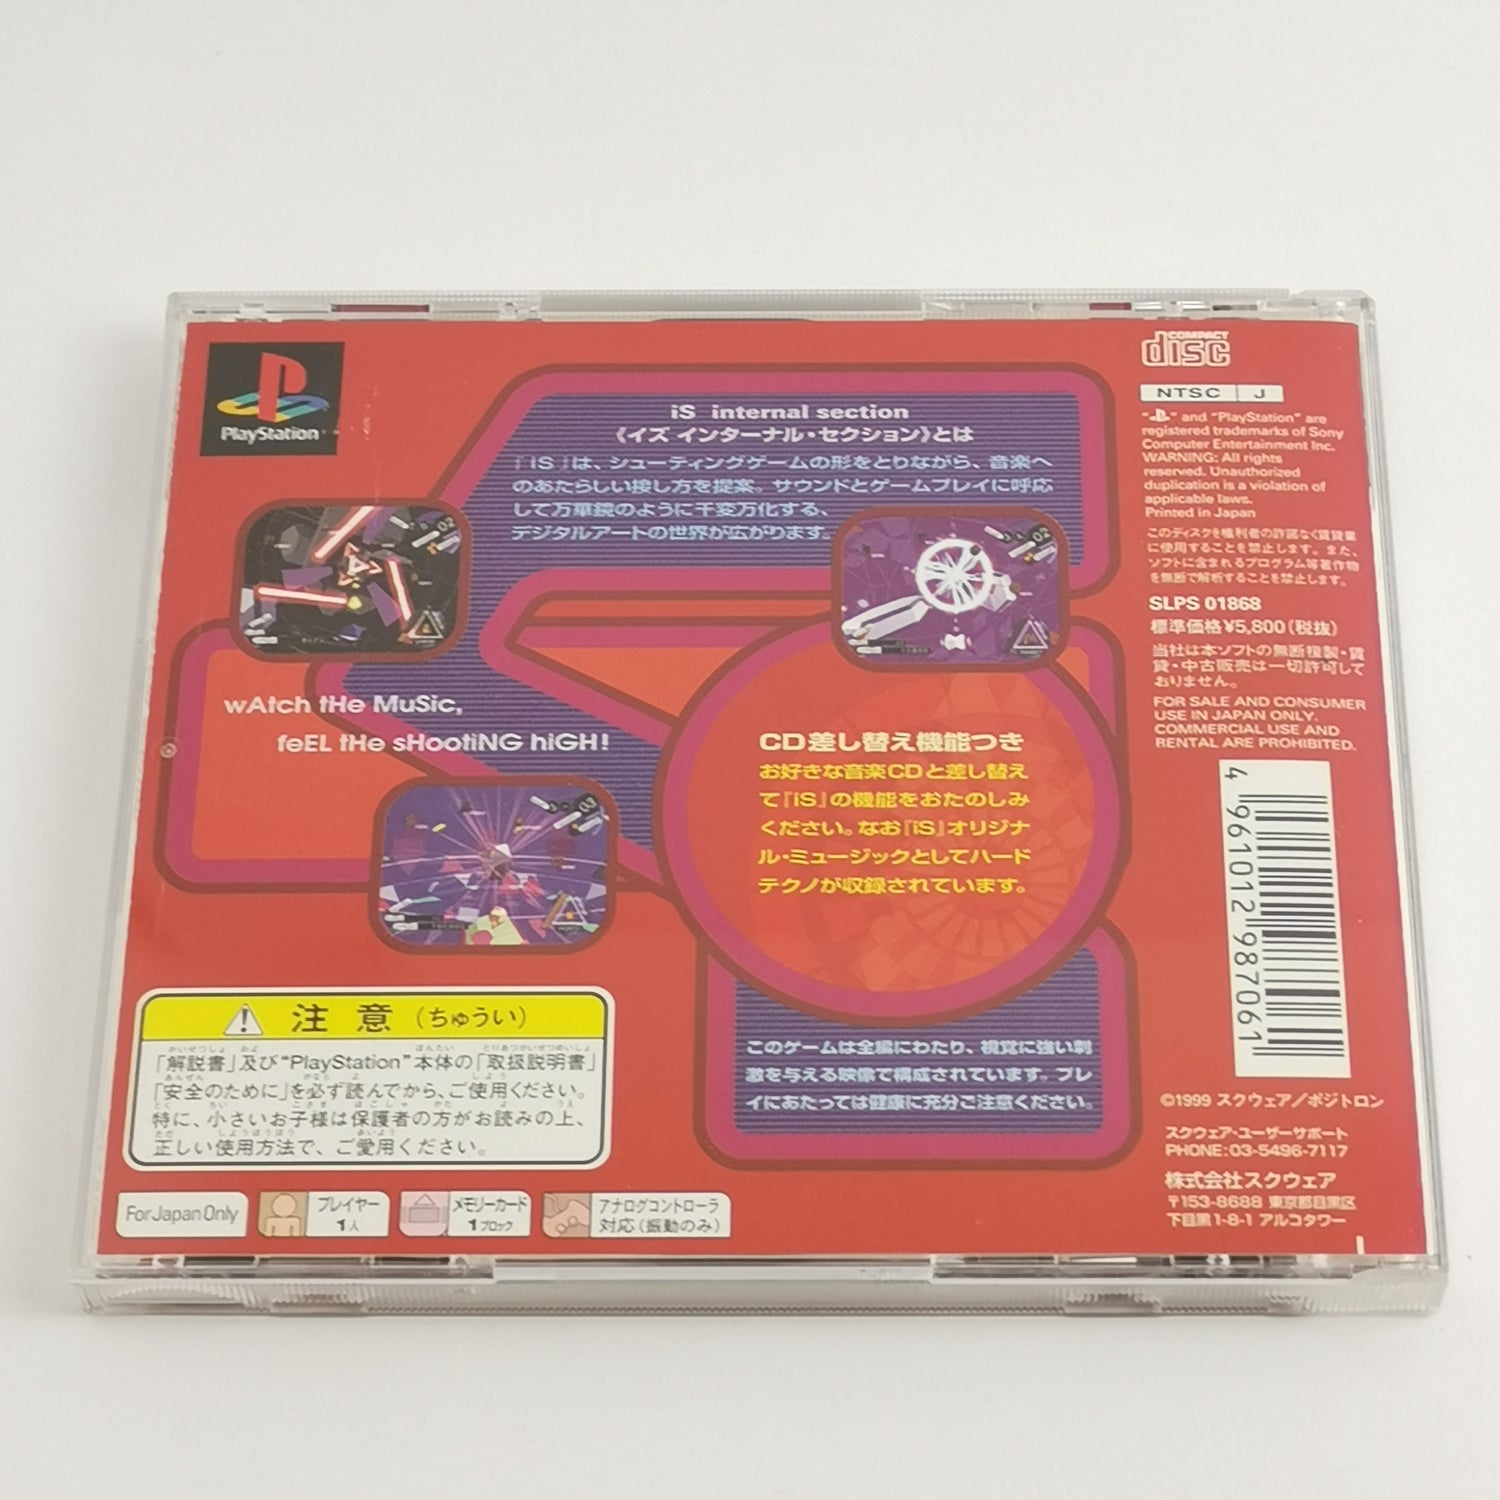 PlayStation
iS internal section
《イズ インターナル・セクション》とは
『iS』は、シューティングゲームの形をとりながら、音楽へ
のあたらしい接し方を提案。サウンドとゲームプレイに呼応
して万華鏡のように千変万化する、
デジタルアートの世界が広がります。
wAtch tHe MuSic,
feEL tHe sHootiNG hiGH!
CD差し替え機能つき
お好きな音楽CDと差し替え
て『iS』の機能をおたのしみ
ください。なお『iS』オリジナ
ル・ミュージックとしてハード
テクノが収録されています。
このゲームは全編にわたり、視覚に強い刺
激を与える映像で構成されています。プレ
イにあたっては健康に充分ご注意ください。
注意（ちゅうい）
「解説書」及び“PlayStation”本体の「取扱説明書」
「安全のために」を必ず読んでから、ご使用ください。
特に、小さいお子様は保護者の方がお読みの上、
正しい使用方法で、ご愛用ください。
For Japan Only
プレイヤー
1人
メモリーカード
1ブロック
アナログコントローラ
対応（振動のみ）
COMPACT
disc
NTSC J
"PS" and "PlayStation" are
registered trademarks of Sony
Computer Entertainment Inc.
WARNING: All rights
reserved. Unauthorized
duplication is a violation of
applicable laws.
Printed in Japan
このディスクを権利者の許諾なく賃貸業
に使用することを禁止します。また、
ソフトに含まれるプログラム等著作物
を無断で解析することを禁止します。
SLPS 01868
標準価格¥5,800(税抜)
当社は本ソフトの無断複製・賃
貸・中古販売は一切許可して
おりません。
FOR SALE AND CONSUMER
USE IN JAPAN ONLY.
COMMERCIAL USE AND
RENTAL ARE PROHIBITED.
4 961012 987061
©1999 スクウェア／ポジトロン
スクウェア・ユーザーサポート
PHONE:03-5496-7117
株式会社スクウェア
〒153-8688 東京都目黒区
下目黒1-8-1 アルコタワー